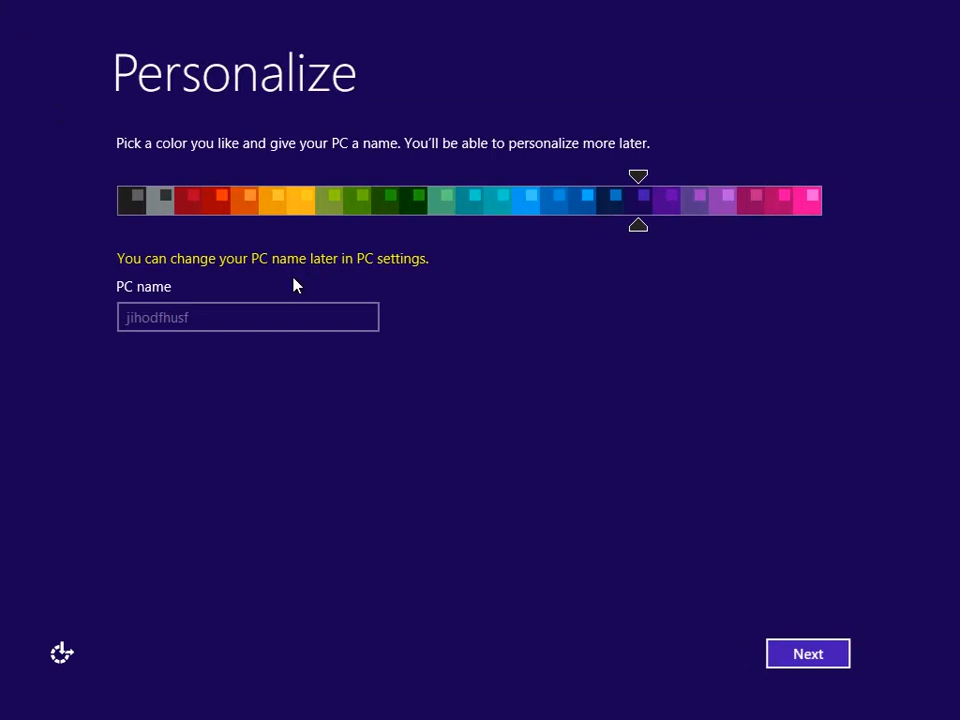 Personalize
Pick a color you like and give your PC a name. You'll be able to personalize more later.
You can change your PC name later in PC settings.
PC name
jihodfhusf
Next